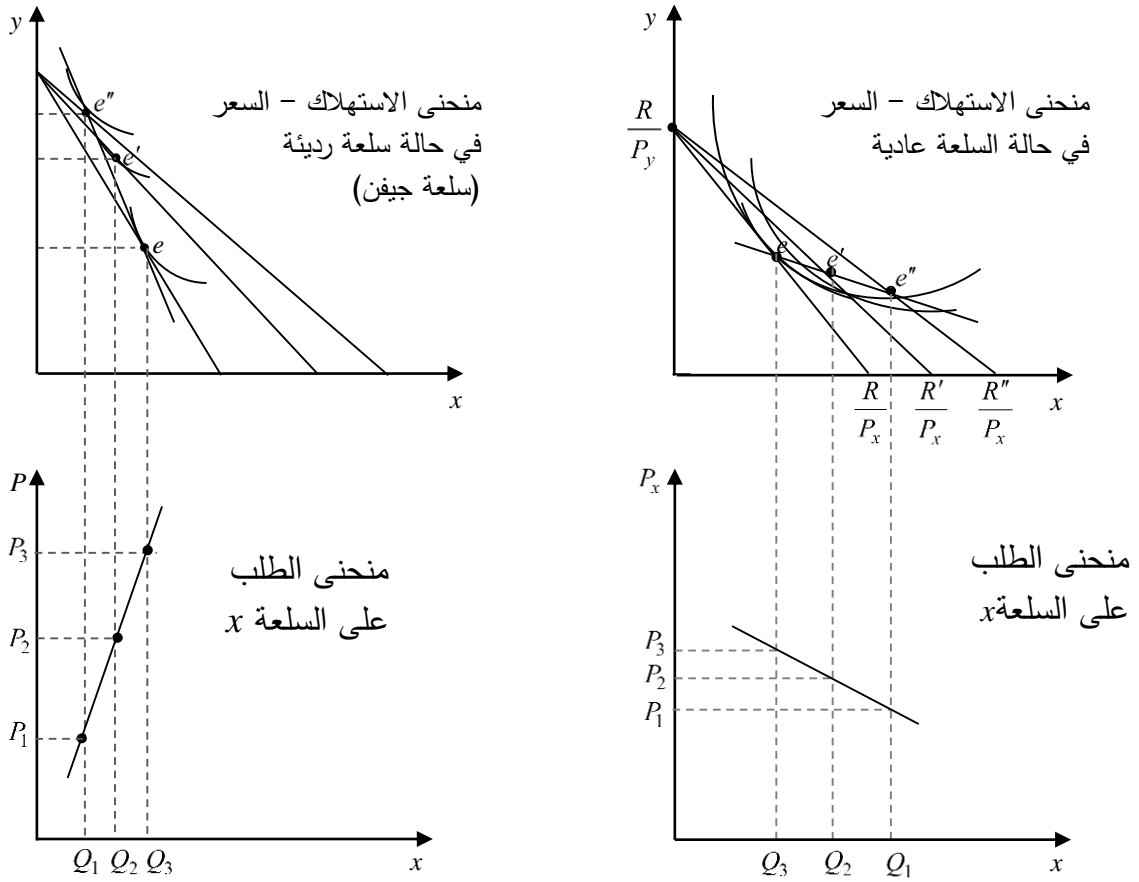 y
e"
e'
e
منحنى الاستهلاك – السعر
في حالة سلعة رديئة
(سلعة جيفن)
x
y
R
P_y
منحنى الاستهلاك – السعر
في حالة السلعة عادية
e
e'
e"
R R' R"
P_x P_x P_x
x
P
P_3
P_2
P_1
منحنى الطلب
على السلعة x
Q_1 Q_2 Q_3
x
P_x
منحنى الطلب
على السلعة x
P_3
P_2
P_1
Q_3 Q_2 Q_1
x